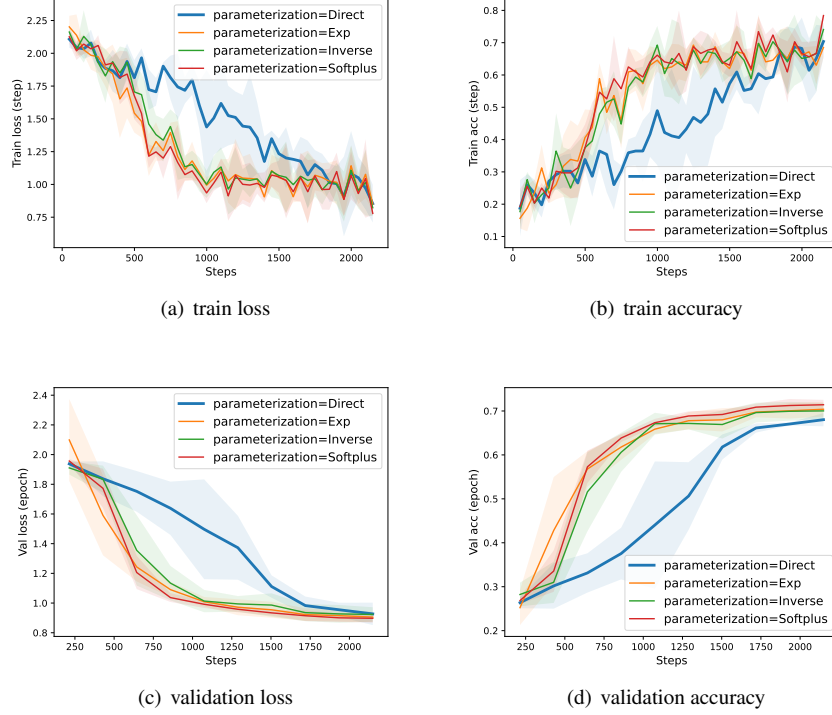 2.25
2.00
1.75
1.50
1.25
1.00
0.75
Train loss (step)
0
500
1000
1500
2000
Steps
parameterization=Direct
parameterization=Exp
parameterization=Inverse
parameterization=Softplus
(a) train loss
0.8
0.7
0.6
0.5
0.4
0.3
0.2
0.1
Train acc (step)
0
500
1000
1500
2000
Steps
parameterization=Direct
parameterization=Exp
parameterization=Inverse
parameterization=Softplus
(b) train accuracy
2.4
2.2
2.0
1.8
1.6
1.4
1.2
1.0
0.8
Val loss (epoch)
250
500
750
1000
1250
1500
1750
2000
Steps
parameterization=Direct
parameterization=Exp
parameterization=Inverse
parameterization=Softplus
(c) validation loss
0.7
0.6
0.5
0.4
0.3
0.2
Val acc (epoch)
250
500
750
1000
1250
1500
1750
2000
Steps
parameterization=Direct
parameterization=Exp
parameterization=Inverse
parameterization=Softplus
(d) validation accuracy